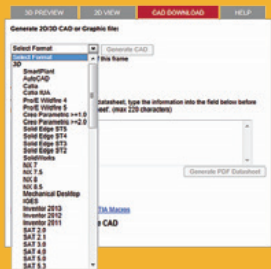 3D PREVIEW 2D VIEW CAD DOWNLOAD HELP
Generate 2D/3D CAD or Graphic file:
Select Format Generate CAD
Select Format this frame
3D
SmartPlant
AutoCAD
Catia
Catia IUA
Pro/E Wildfire 4
Pro/E Wildfire 5 datasheet, type the information into the field below before
Creo Parametric >=1.0 (max 220 characters)
Creo Parametric >=2.0
Solid Edge ST5
Solid Edge ST4
Solid Edge ST3
Solid Edge ST2
SolidWorks
NX 7
NX 7.5 Generate PDF Datasheet
NX 8
NX 8.5
Mechanical Desktop
IGES
Inventor 2013 Macros
Inventor 2012
Inventor 2011 CAD
SAT 2.0
SAT 2.1
SAT 3.0
SAT 4.0
SAT 5.0
SAT 5.3